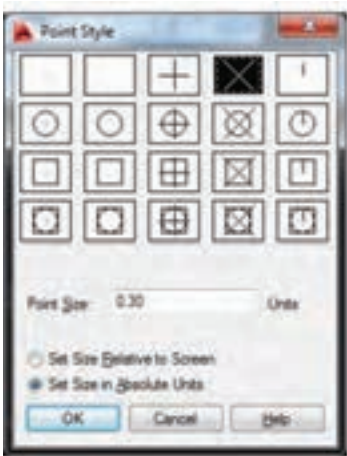 Point Style
Point Size: 0.30 Units
Set Size Relative to Screen
Set Size in Absolute Units
OK Cancel Help